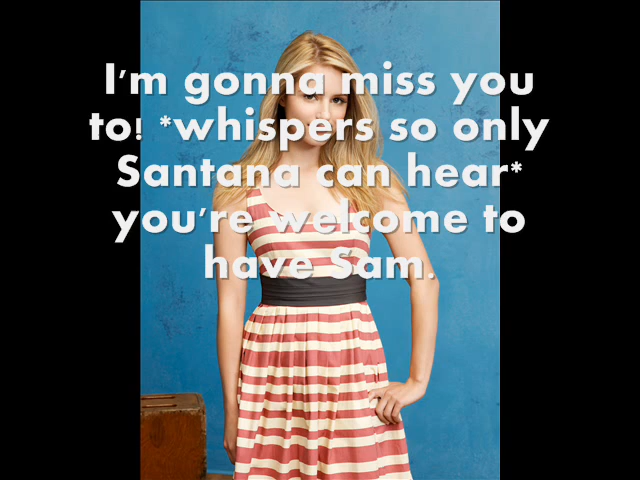 I'm gonna miss you
to! *whispers so only
Santana can hear*
you're welcome to
have Sam.